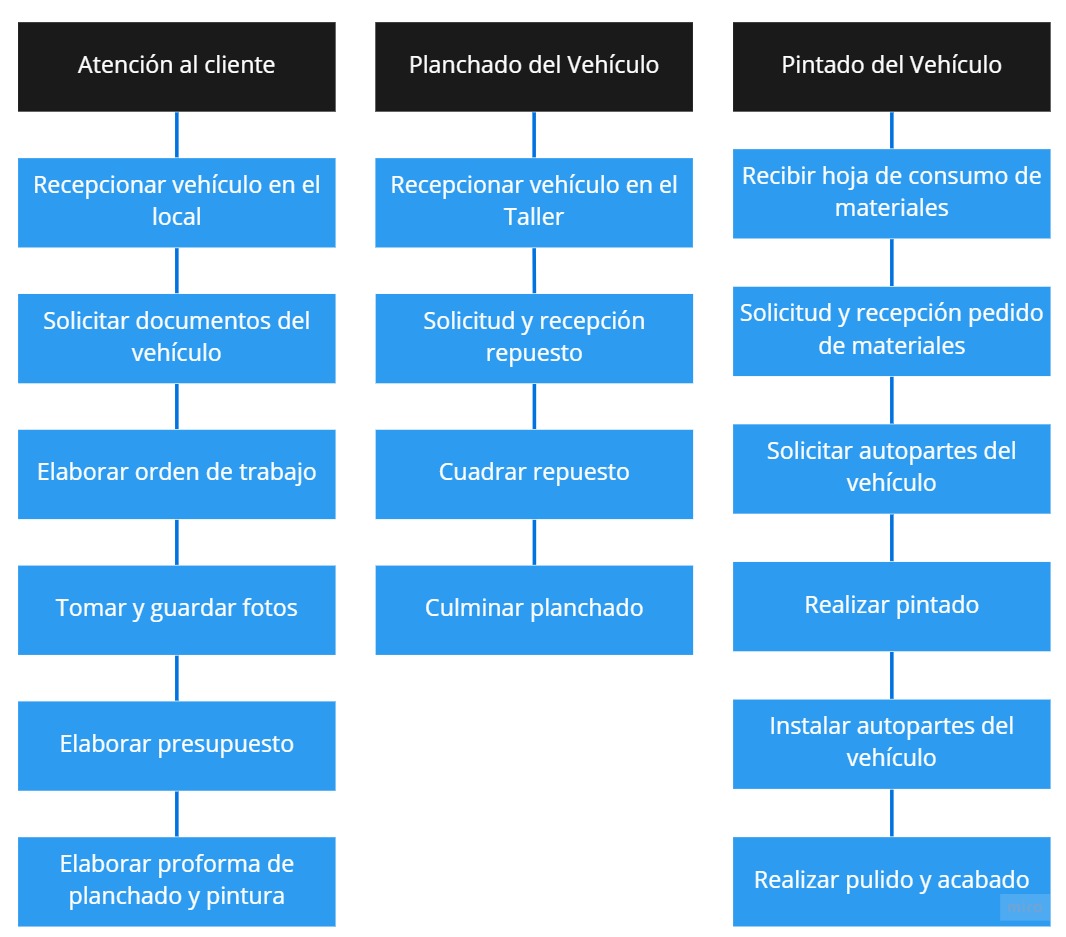 Atención al cliente
Recepcionar vehículo en el
local
Solicitar documentos del
vehículo
Elaborar orden de trabajo
Tomar y guardar fotos
Elaborar presupuesto
Elaborar proforma de
planchado y pintura
Planchado del Vehículo
Recepcionar vehículo en el
Taller
Solicitud y recepción
repuesto
Cuadrar repuesto
Culminar planchado
Pintado del Vehículo
Recibir hoja de consumo de
materiales
Solicitud y recepción pedido
de materiales
Solicitar autopartes del
vehículo
Realizar pintado
Instalar autopartes del
vehículo
Realizar pulido y acabado